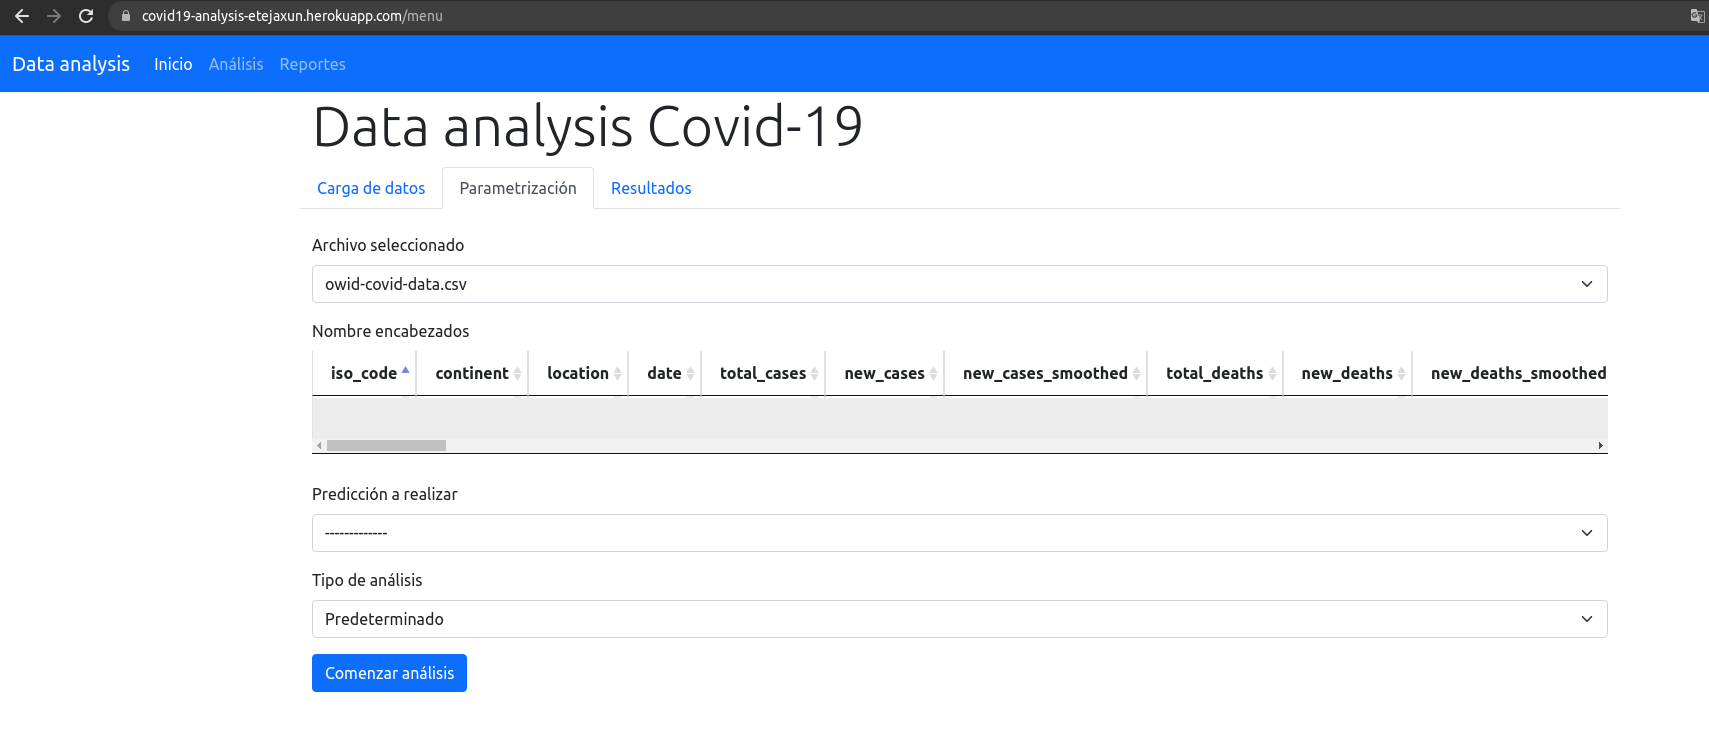 covid19-analysis-etejaxun.herokuapp.com/menu
Data analysis Inicio Análisis Reportes
Data analysis Covid-19
Carga de datos Parametrización Resultados
Archivo seleccionado
owid-covid-data.csv
Nombre encabezados
iso_code continent location date total_cases new_cases new_cases_smoothed total_deaths new_deaths new_deaths_smoothed
Predicción a realizar
-------------
Tipo de análisis
Predeterminado
Comenzar análisis